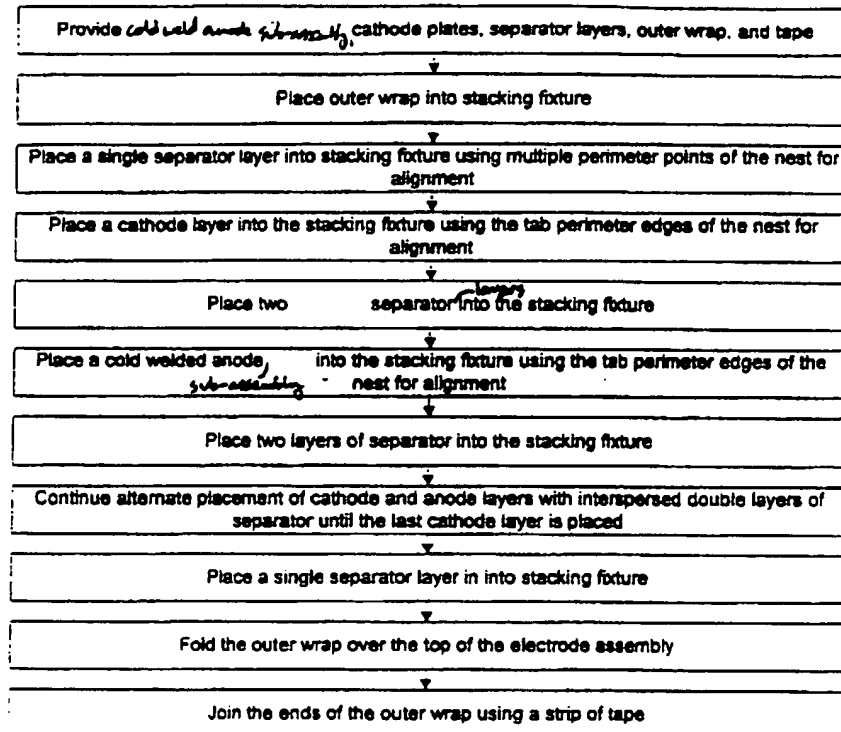 Provide cold weld anode sub-assembly, cathode plates, separator layers, outer wrap, and tape
Place outer wrap into stacking fixture
Place a single separator layer into stacking fixture using multiple perimeter points of the nest for
alignment
Place a cathode layer into the stacking fixture using the tab perimeter edges of the nest for
alignment
layers
Place two separator into the stacking fixture
Place a cold welded anode, into the stacking fixture using the tab perimeter edges of the
sub-assembly nest for alignment
Place two layers of separator into the stacking fixture
Continue alternate placement of cathode and anode layers with interspersed double layers of
separator until the last cathode layer is placed
Place a single separator layer in into stacking fixture
Fold the outer wrap over the top of the electrode assembly
Join the ends of the outer wrap using a strip of tape